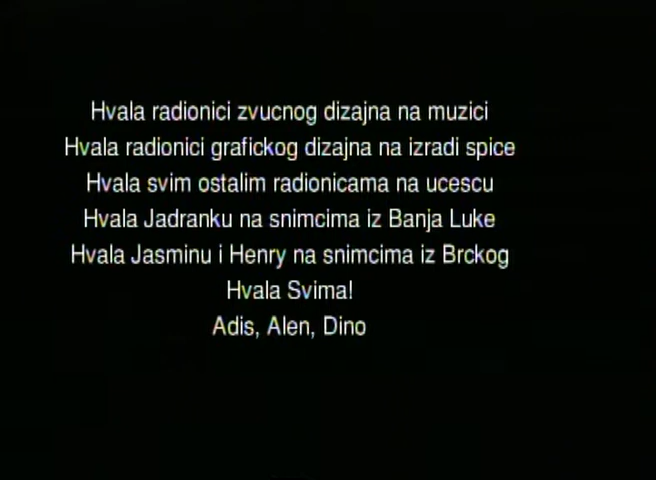 Hvala radionici zvucnog dizajna na muzici
Hvala radionici grafickog dizajna na izradi spice
Hvala svim ostalim radionicama na ucescu
Hvala Jadranku na snimcima iz Banja Luke
Hvala Jasminu i Henry na snimcima iz Brckog
Hvala Svima!
Adis, Alen, Dino